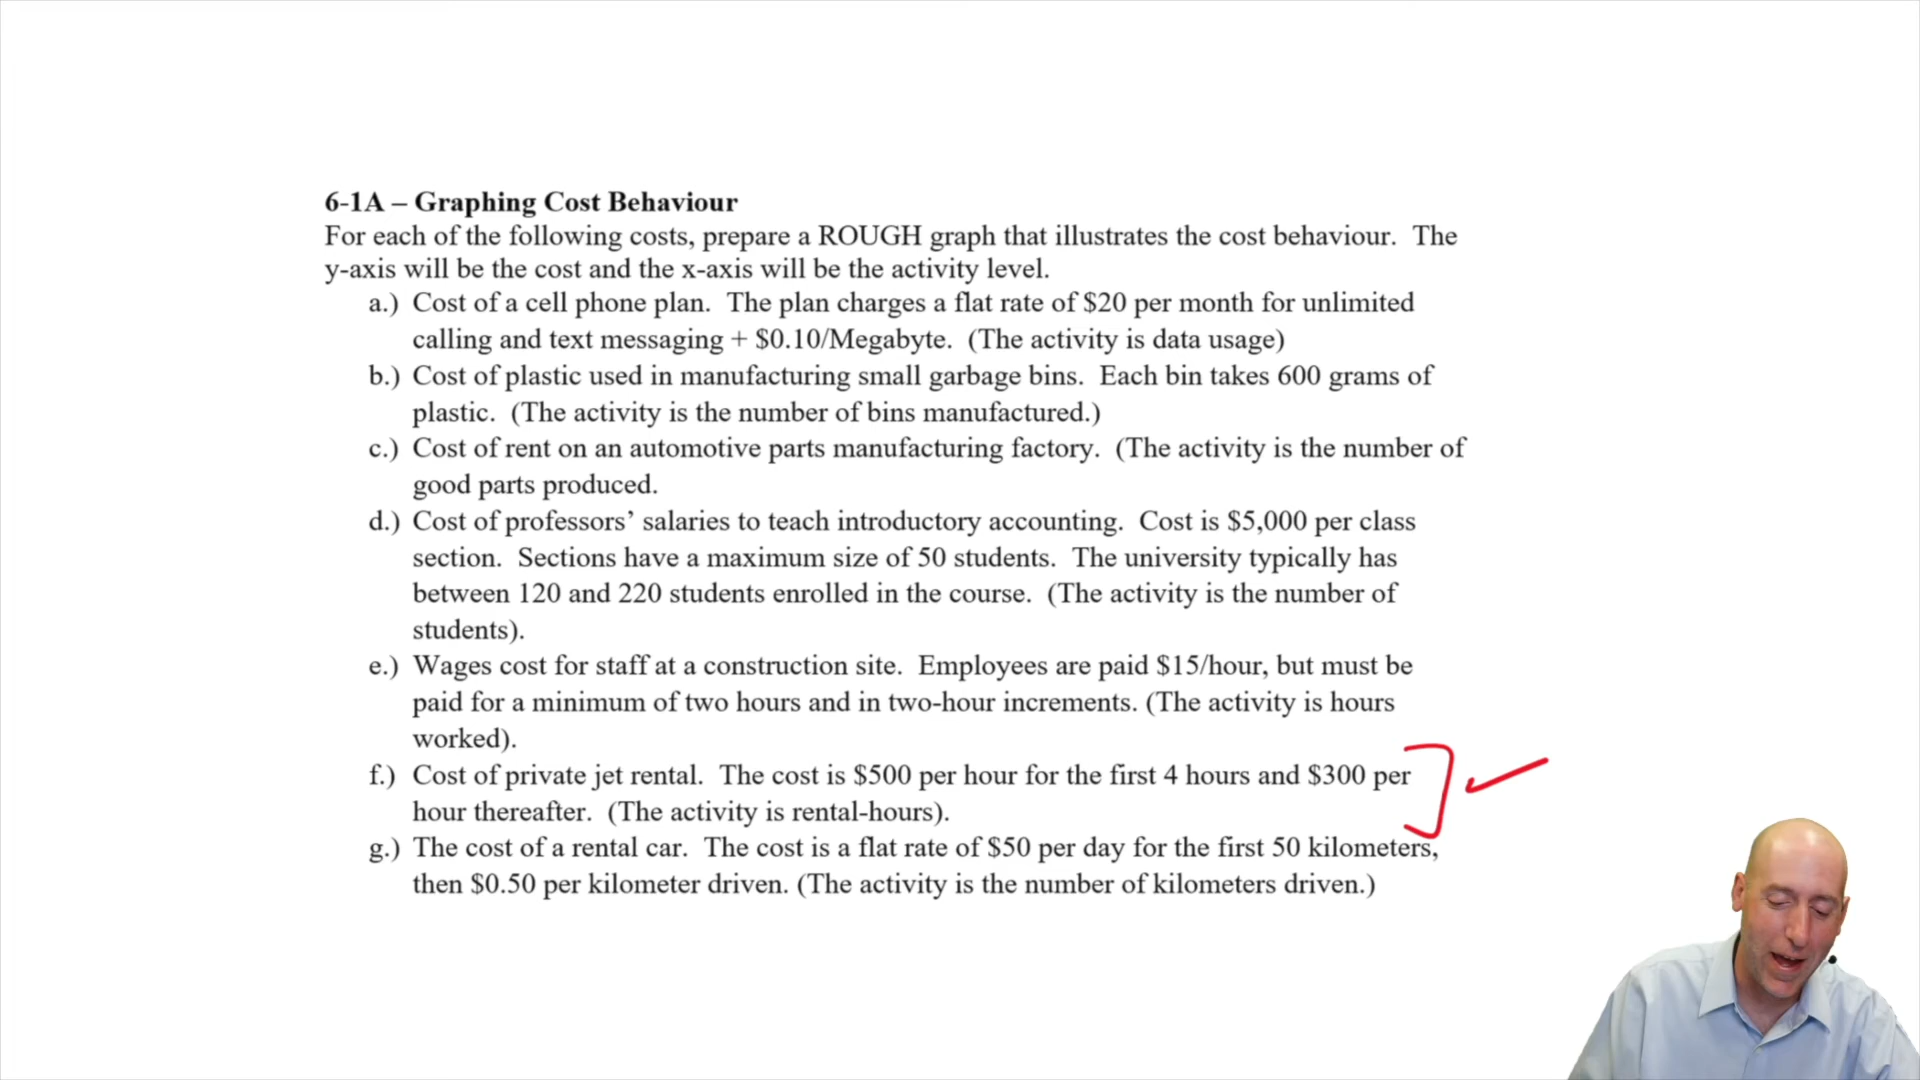 6-1A – Graphing Cost Behaviour
For each of the following costs, prepare a ROUGH graph that illustrates the cost behaviour.  The
y-axis will be the cost and the x-axis will be the activity level.
a.) Cost of a cell phone plan.  The plan charges a flat rate of $20 per month for unlimited
calling and text messaging + $0.10/Megabyte.  (The activity is data usage)
b.) Cost of plastic used in manufacturing small garbage bins.  Each bin takes 600 grams of
plastic.  (The activity is the number of bins manufactured.)
c.) Cost of rent on an automotive parts manufacturing factory.  (The activity is the number of
good parts produced.
d.) Cost of professors’ salaries to teach introductory accounting.  Cost is $5,000 per class
section.  Sections have a maximum size of 50 students.  The university typically has
between 120 and 220 students enrolled in the course.  (The activity is the number of
students).
e.) Wages cost for staff at a construction site.  Employees are paid $15/hour, but must be
paid for a minimum of two hours and in two-hour increments. (The activity is hours
worked).
f.) Cost of private jet rental.  The cost is $500 per hour for the first 4 hours and $300 per
hour thereafter.  (The activity is rental-hours).
g.) The cost of a rental car.  The cost is a flat rate of $50 per day for the first 50 kilometers,
then $0.50 per kilometer driven. (The activity is the number of kilometers driven.)